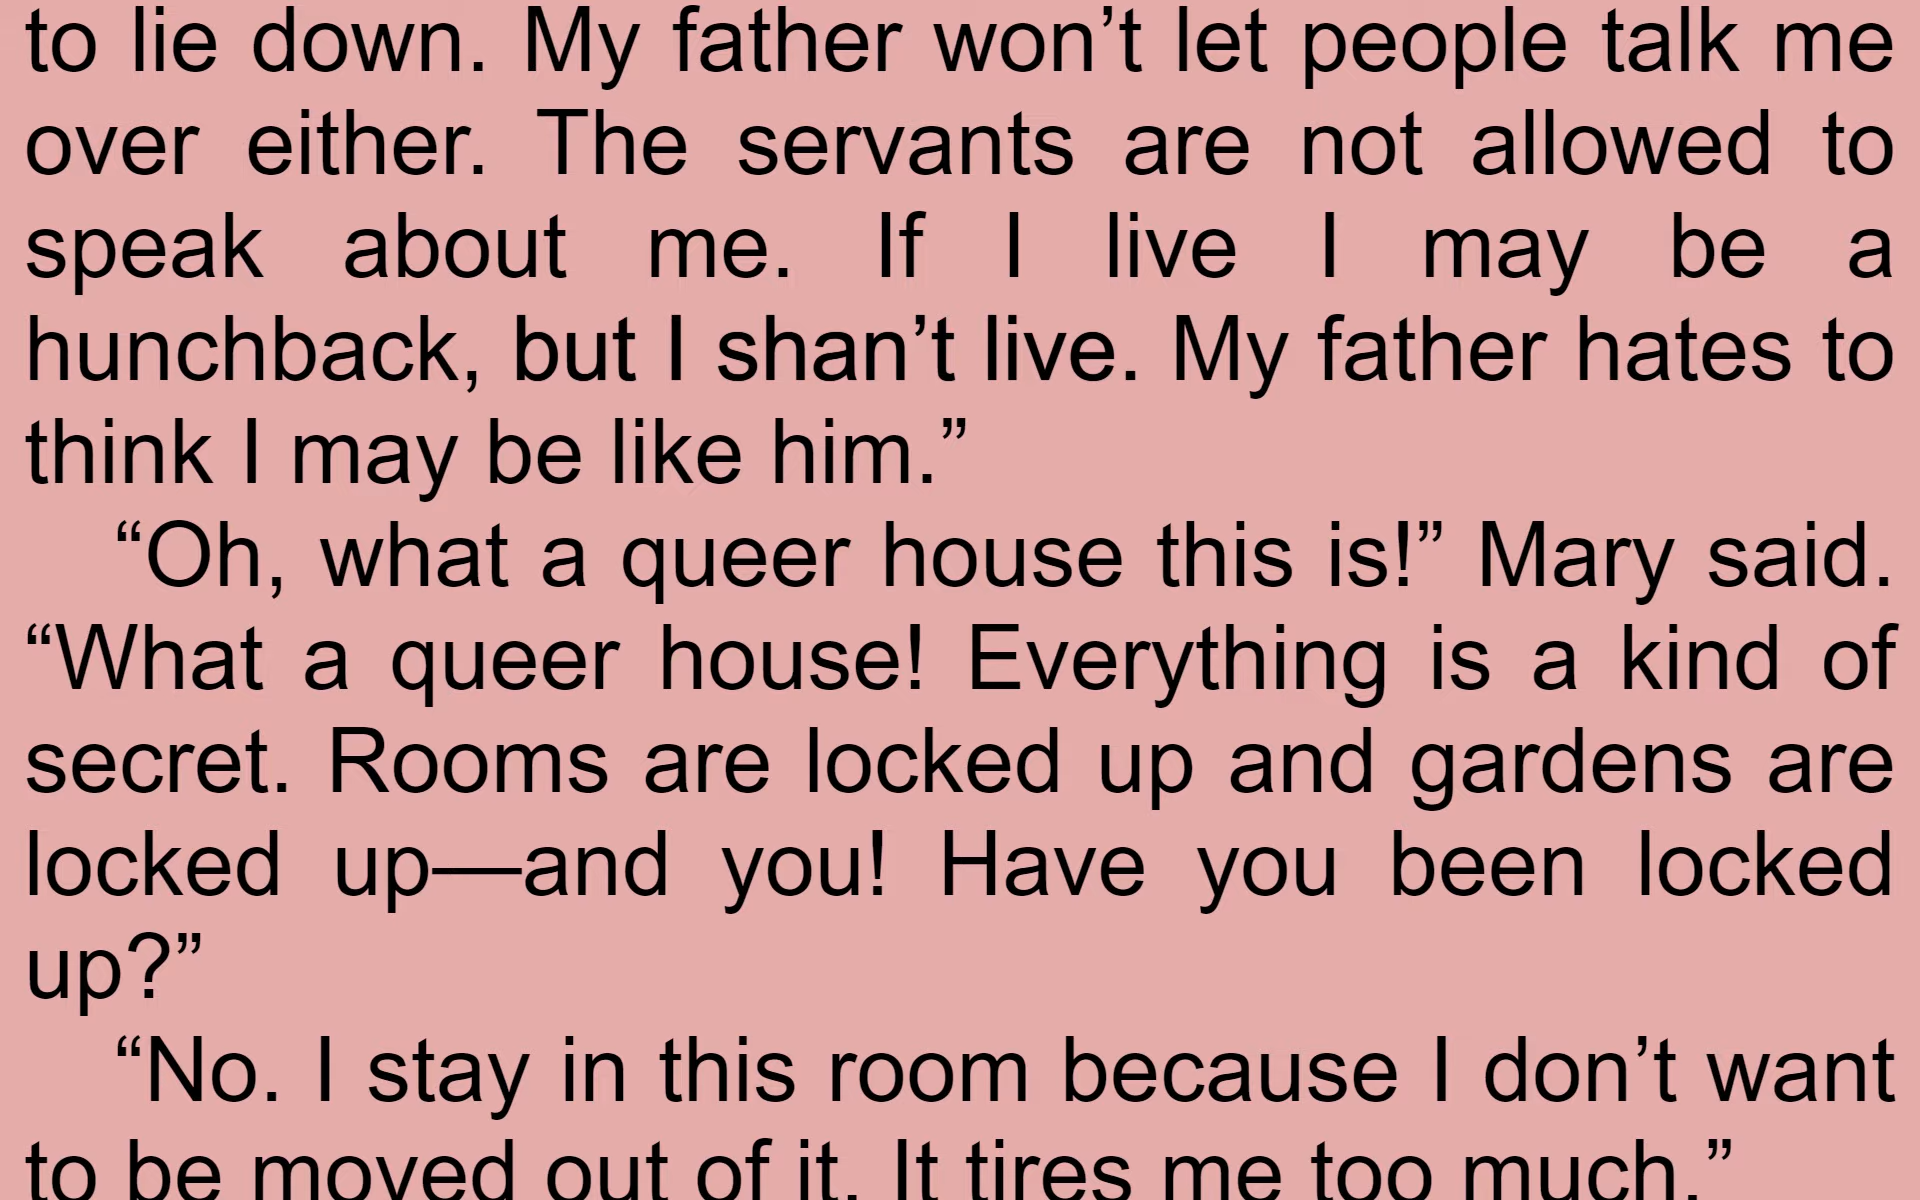 to lie down. My father won’t let people talk me
over either. The servants are not allowed to
speak about me. If I live I may be a
hunchback, but I shan’t live. My father hates to
think I may be like him.”
“Oh, what a queer house this is!” Mary said.
“What a queer house! Everything is a kind of
secret. Rooms are locked up and gardens are
locked up—and you! Have you been locked
up?”
“No. I stay in this room because I don’t want
to be moved out of it. It tires me too much.”